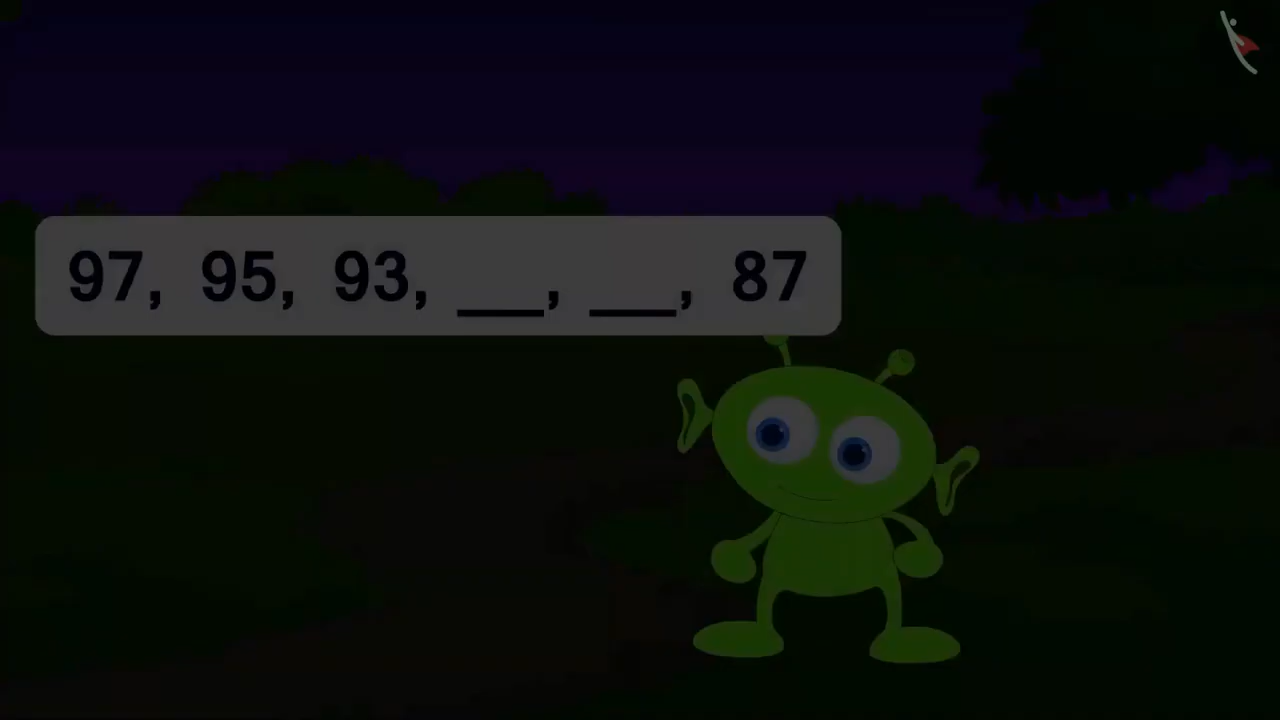 97, 95, 93, ___, ___, 87